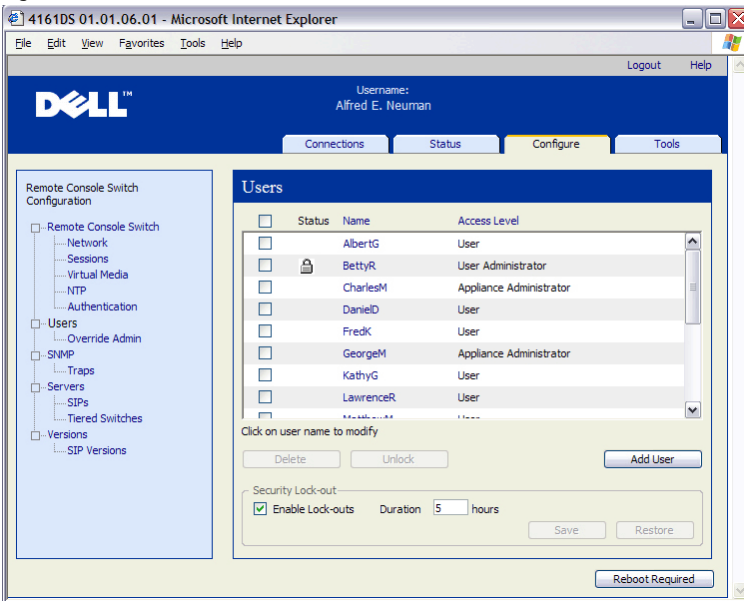 4161DS 01.01.06.01 - Microsoft Internet Explorer
File Edit View Favorites Tools Help
Logout Help
DELL™
Username:
Alfred E. Neuman
Connections Status Configure Tools
Remote Console Switch
Configuration
Remote Console Switch
Network
Sessions
Virtual Media
NTP
Authentication
Users
Override Admin
SNMP
Traps
Servers
SIPs
Tiered Switches
Versions
SIP Versions
Users
Status Name Access Level
AlbertG User
BettyR User Administrator
CharlesM Appliance Administrator
DanielD User
FredK User
GeorgeM Appliance Administrator
KathyG User
LawrenceR User
MatthewM User
Click on user name to modify
Delete Unlock Add User
Security Lock-out
Enable Lock-outs Duration 5 hours
Save Restore
Reboot Required